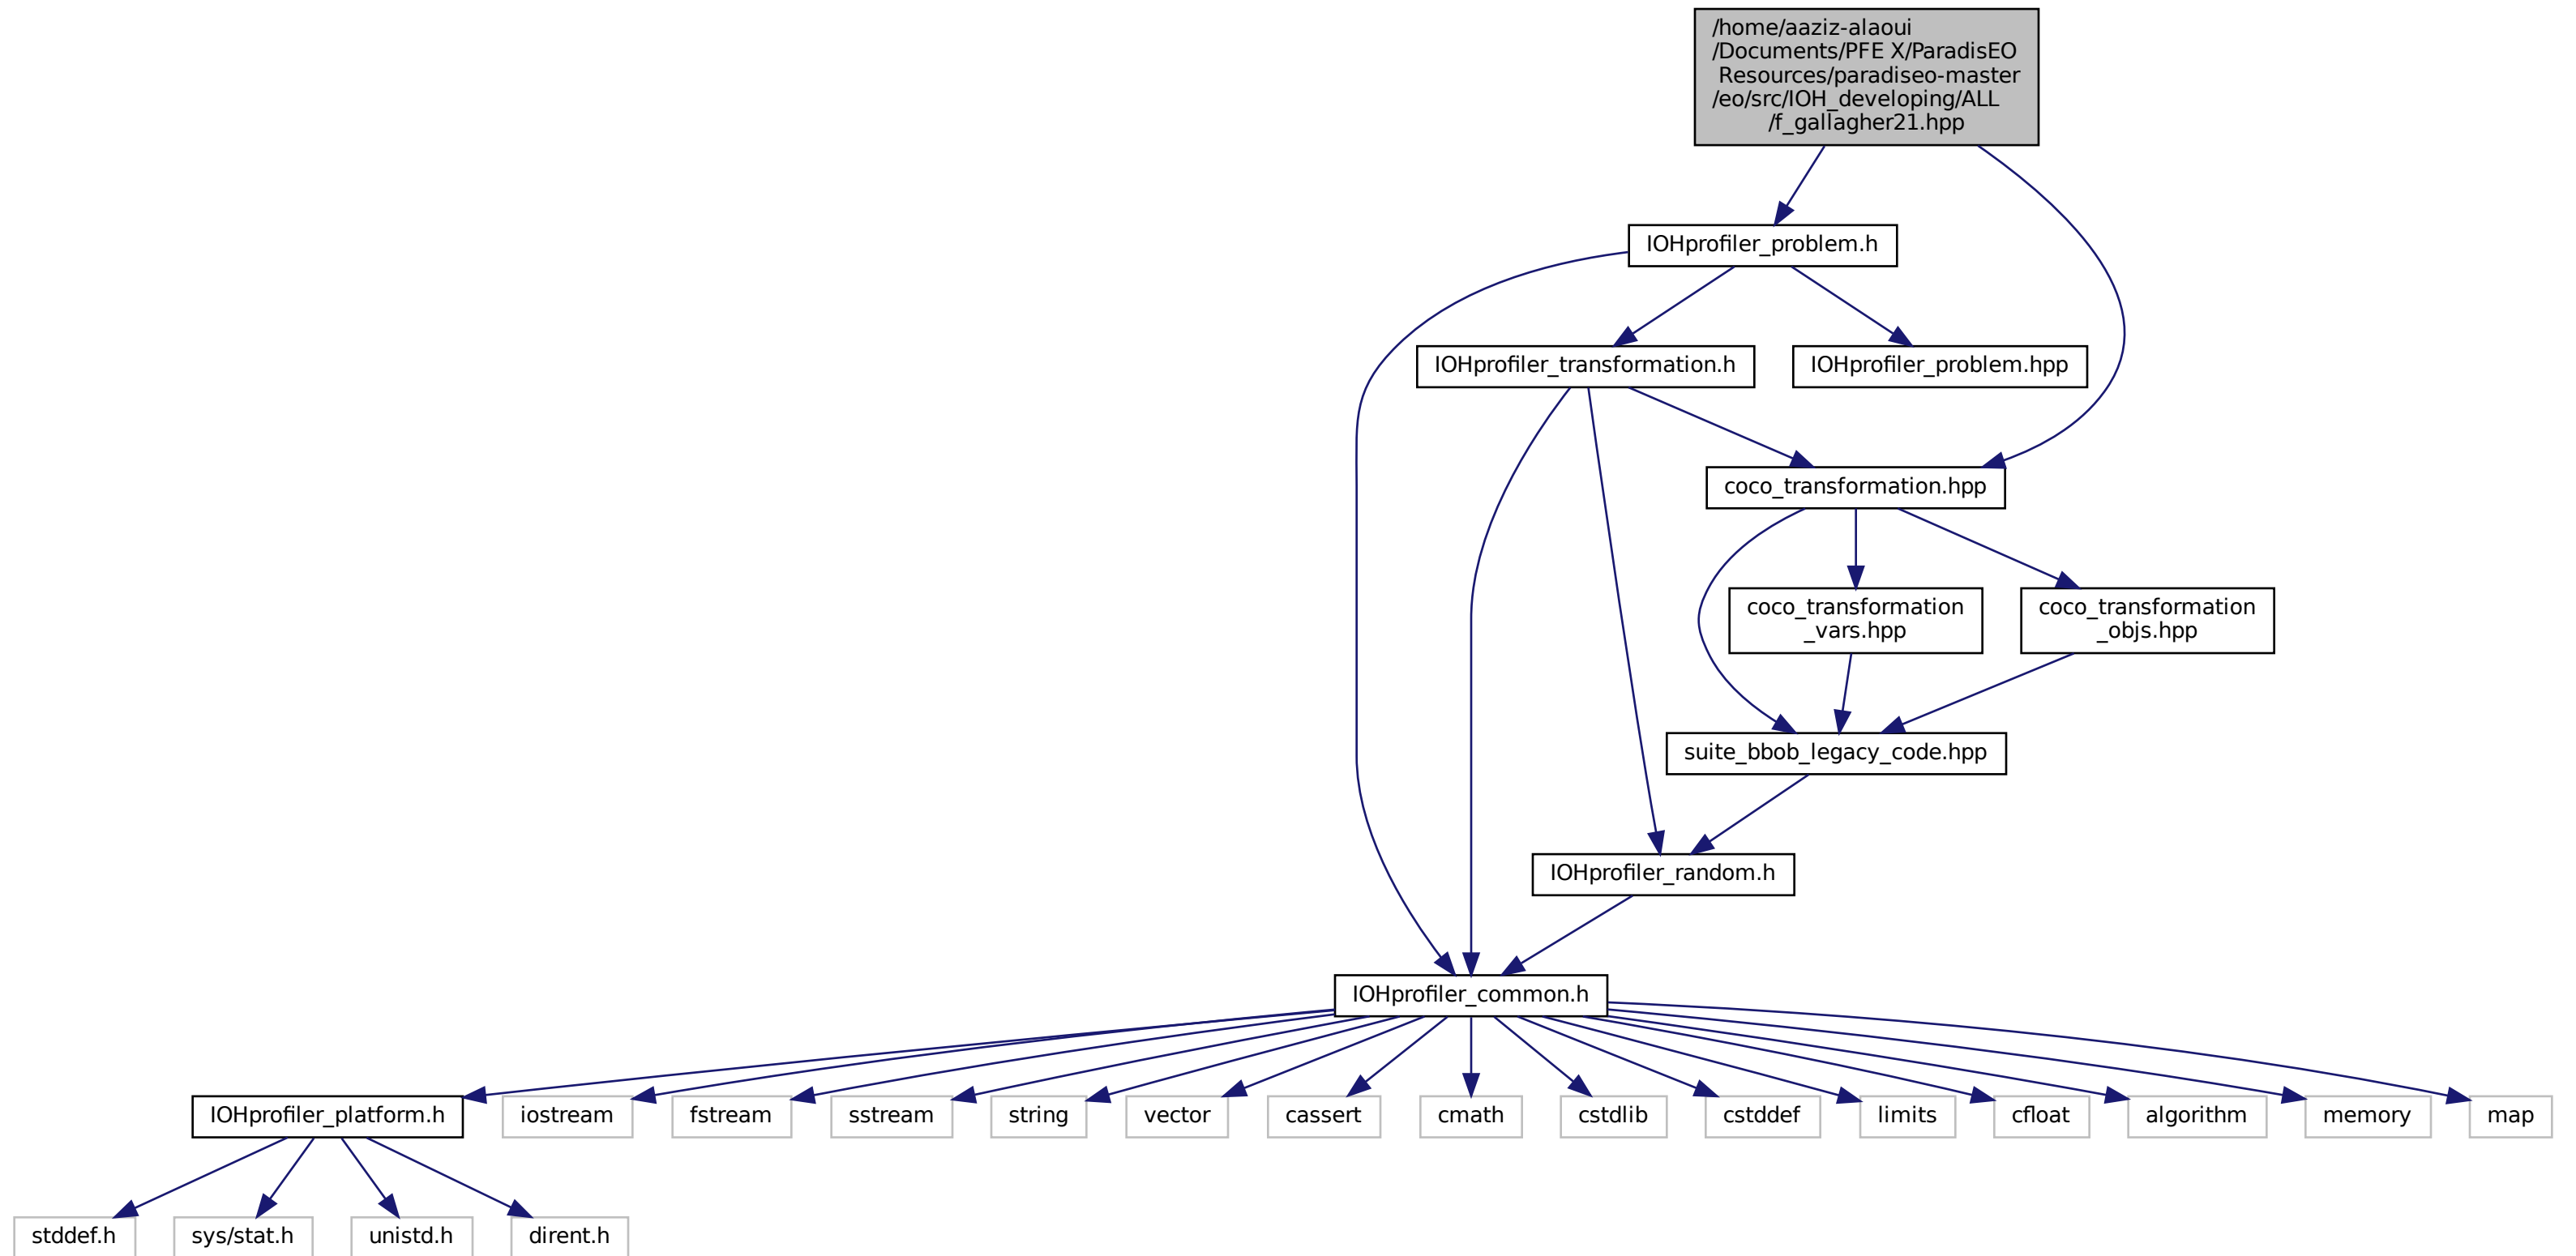 /home/aaziz-alaoui
/Documents/PFE X/ParadisEO
Resources/paradiseo-master
/eo/src/IOH_developing/ALL
/f_gallagher21.hpp
IOHprofiler_problem.h
IOHprofiler_transformation.h
IOHprofiler_problem.hpp
coco_transformation.hpp
coco_transformation
_vars.hpp
coco_transformation
_objs.hpp
suite_bbob_legacy_code.hpp
IOHprofiler_random.h
IOHprofiler_common.h
IOHprofiler_platform.h
iostream
fstream
sstream
string
vector
cassert
cmath
cstdlib
cstddef
limits
cfloat
algorithm
memory
map
stddef.h
sys/stat.h
unistd.h
dirent.h